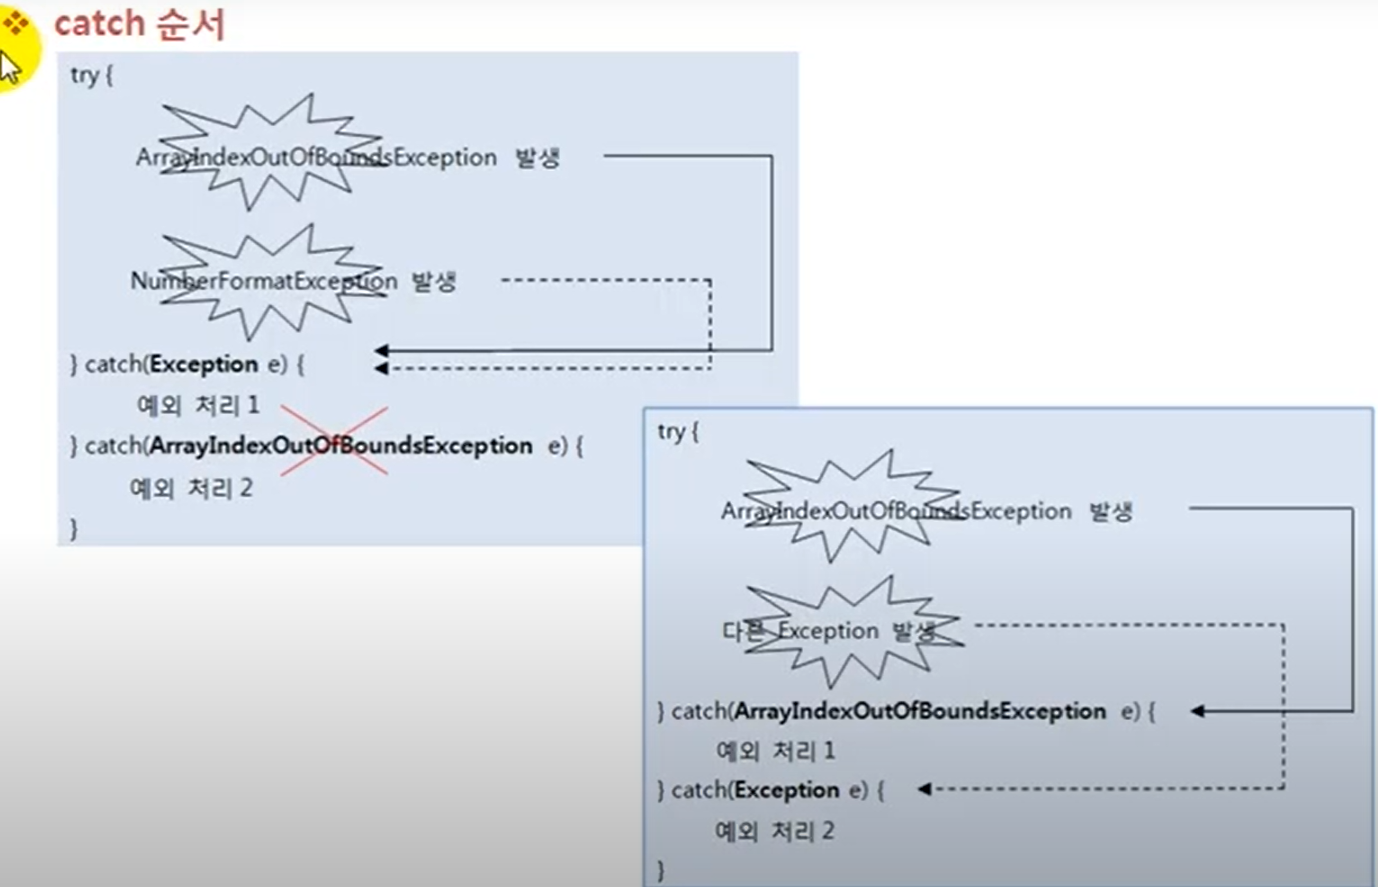 catch 순서
try {
ArrayIndexOutOfBoundsException 발생
NumberFormatException 발생
} catch(Exception e) {
예외 처리 1
} catch(ArrayIndexOutOfBoundsException e) {
예외 처리 2
}
try {
ArrayIndexOutOfBoundsException 발생
다른 Exception 발생
} catch(ArrayIndexOutOfBoundsException e) {
예외 처리 1
} catch(Exception e) {
예외 처리 2
}